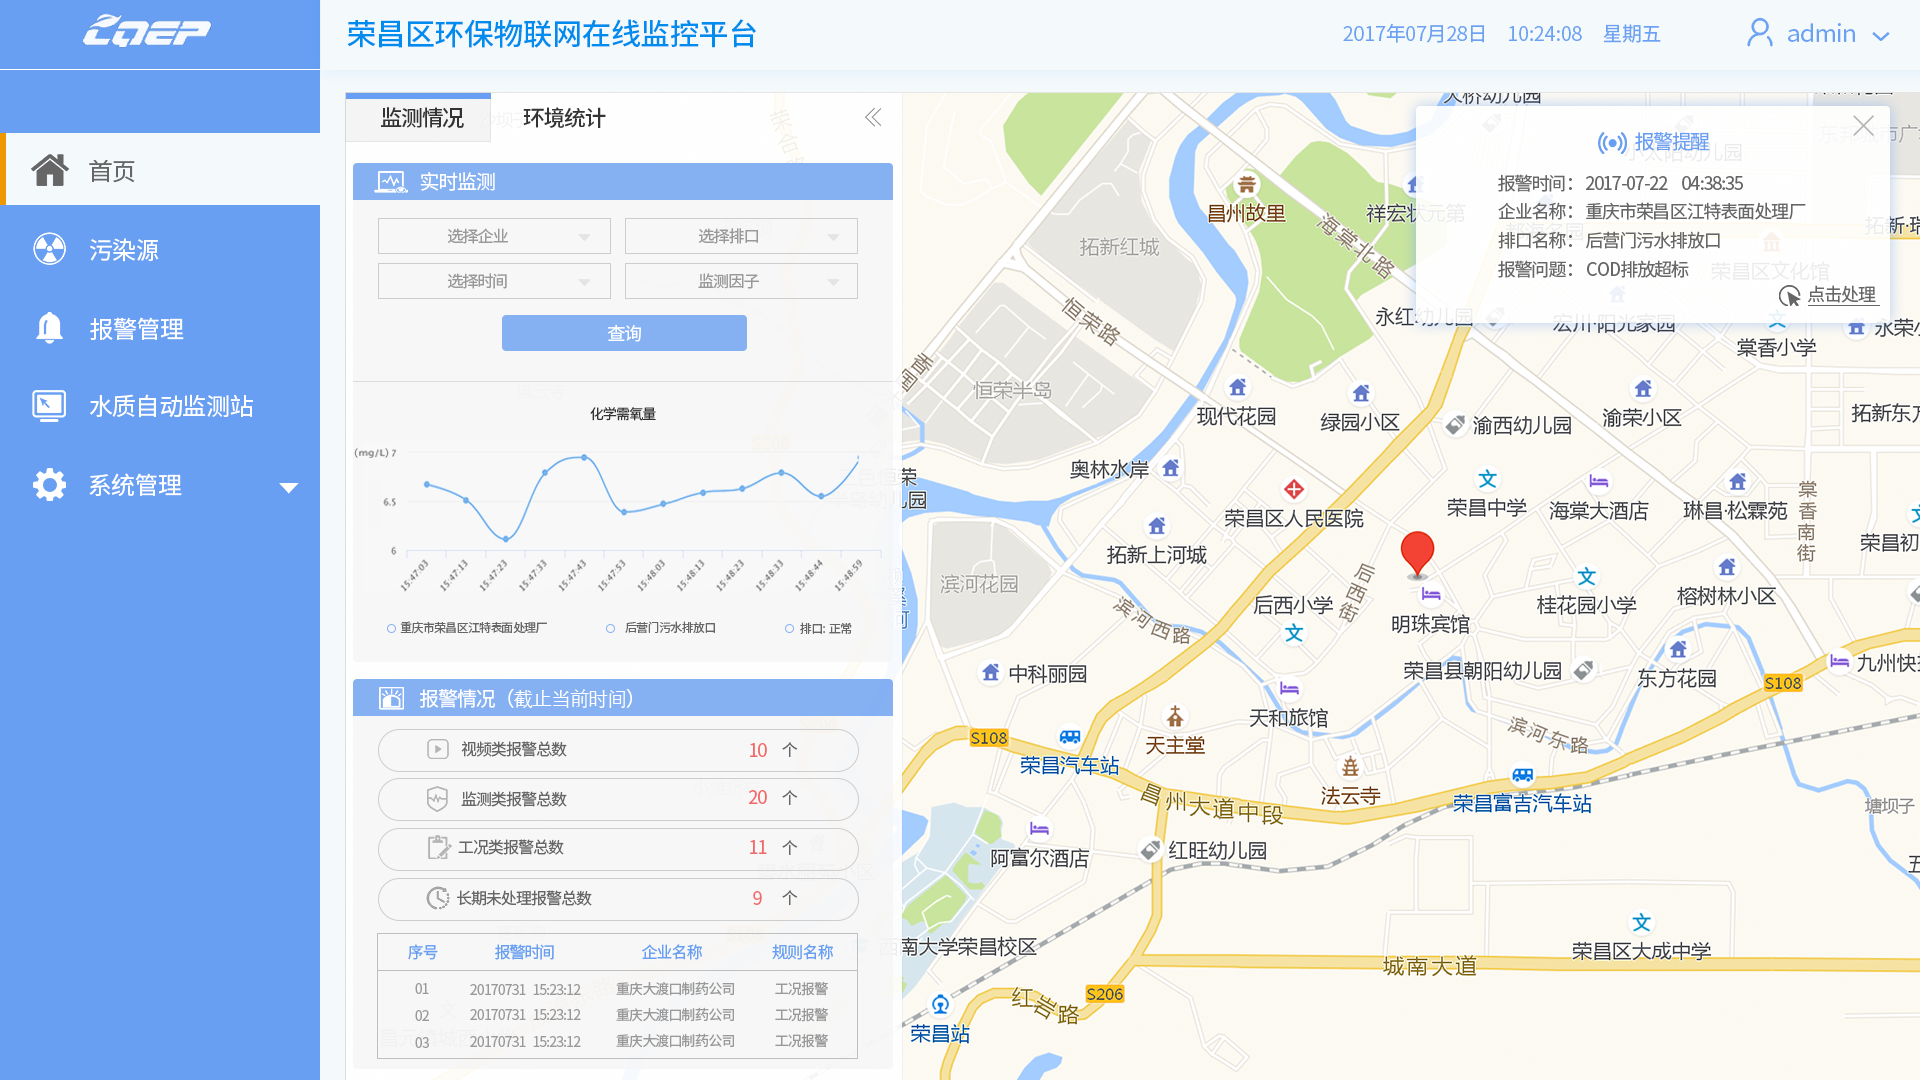 CQEP
荣昌区环保物联网在线监控平台
2017年07月28日 10:24:08 星期五
admin
首页
污染源
报警管理
水质自动监测站
系统管理
监测情况 环境统计
实时监测
选择企业 选择排口
选择时间 监测因子
查询
化学需氧量
(mg/L) 7
6.5
6
15:47:03 15:47:13 15:47:23 15:47:33 15:47:43 15:47:53 15:48:03 15:48:13 15:48:23 15:48:33 15:48:44 15:48:59
重庆市荣昌区江特表面处理厂 后营门污水排放口 排口: 正常
报警情况（截止当前时间）
视频类报警总数 10 个
监测类报警总数 20 个
工况类报警总数 11 个
长期未处理报警总数 9 个
序号 报警时间 企业名称 规则名称
01 20170731 15:23:12 重庆大渡口制药公司 工况报警
02 20170731 15:23:12 重庆大渡口制药公司 工况报警
03 20170731 15:23:12 重庆大渡口制药公司 工况报警
报警提醒
报警时间： 2017-07-22 04:38:35
企业名称： 重庆市荣昌区江特表面处理厂
排口名称： 后营门污水排放口
报警问题： COD排放超标
点击处理
天桥幼儿园
昌州故里
祥宏状元第
海棠北路
拓新红城
拓新·瑞
荣昌区文化馆
恒荣路
永红幼儿园
宏川·阳光家园
永荣小
棠香小学
恒荣半岛
现代花园
绿园小区
渝西幼儿园
渝荣小区
拓新东方
奥林水岸
荣昌区人民医院
荣昌中学
海棠大酒店
琳昌·松霖苑
棠香南街
荣昌初
拓新上河城
滨河花园
后西小学
后西街
滨河西路
明珠宾馆
桂花园小学
榕树林小区
荣昌县朝阳幼儿园
东方花园
九州快捷
S108
中科丽园
天和旅馆
滨河东路
S108
天主堂
荣昌汽车站
法云寺
荣昌富吉汽车站
昌州大道中段
塘坝子
阿富尔酒店
红旺幼儿园
西南大学荣昌校区
荣昌区大成中学
城南大道
红岩路
S206
荣昌站